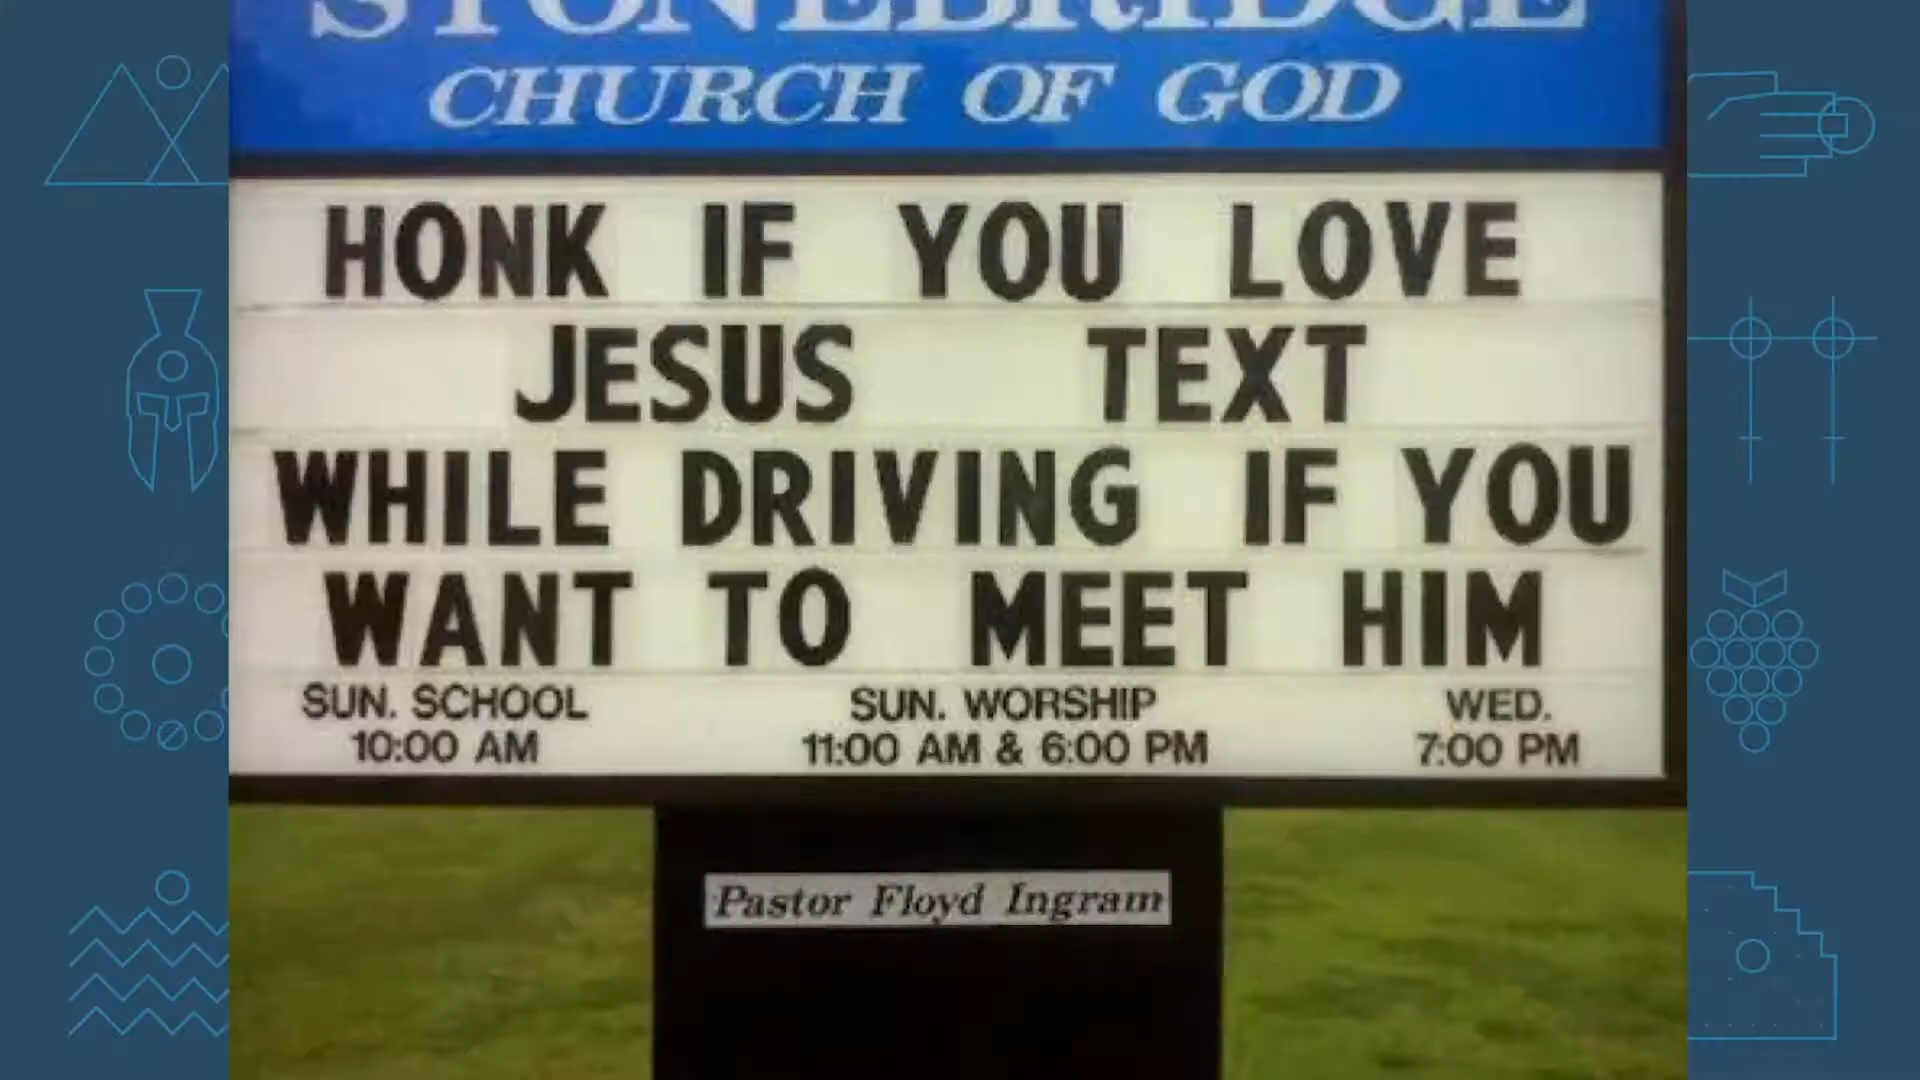 STONEBRIDGE
CHURCH OF GOD
HONK IF YOU LOVE
JESUS TEXT
WHILE DRIVING IF YOU
WANT TO MEET HIM
SUN. SCHOOL SUN. WORSHIP WED.
10:00 AM 11:00 AM & 6:00 PM 7:00 PM
Pastor Floyd Ingram